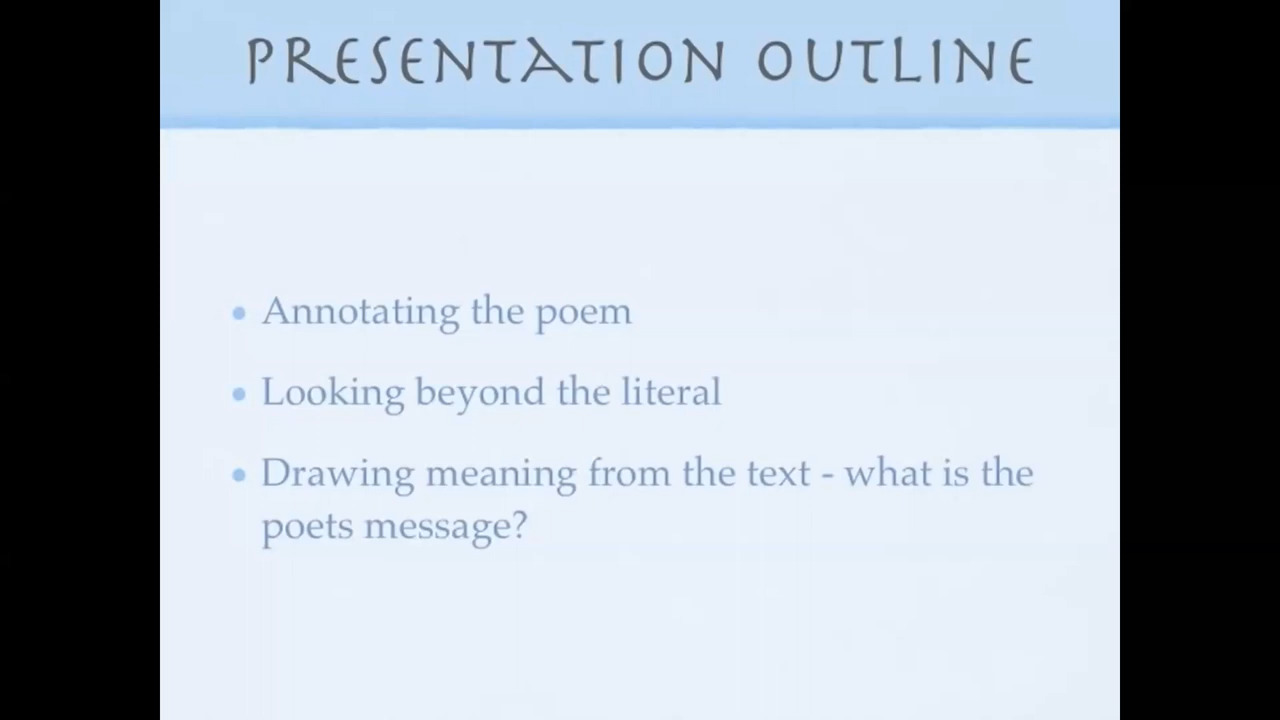 PRESENTATION OUTLINE
• Annotating the poem
• Looking beyond the literal
• Drawing meaning from the text - what is the
poets message?